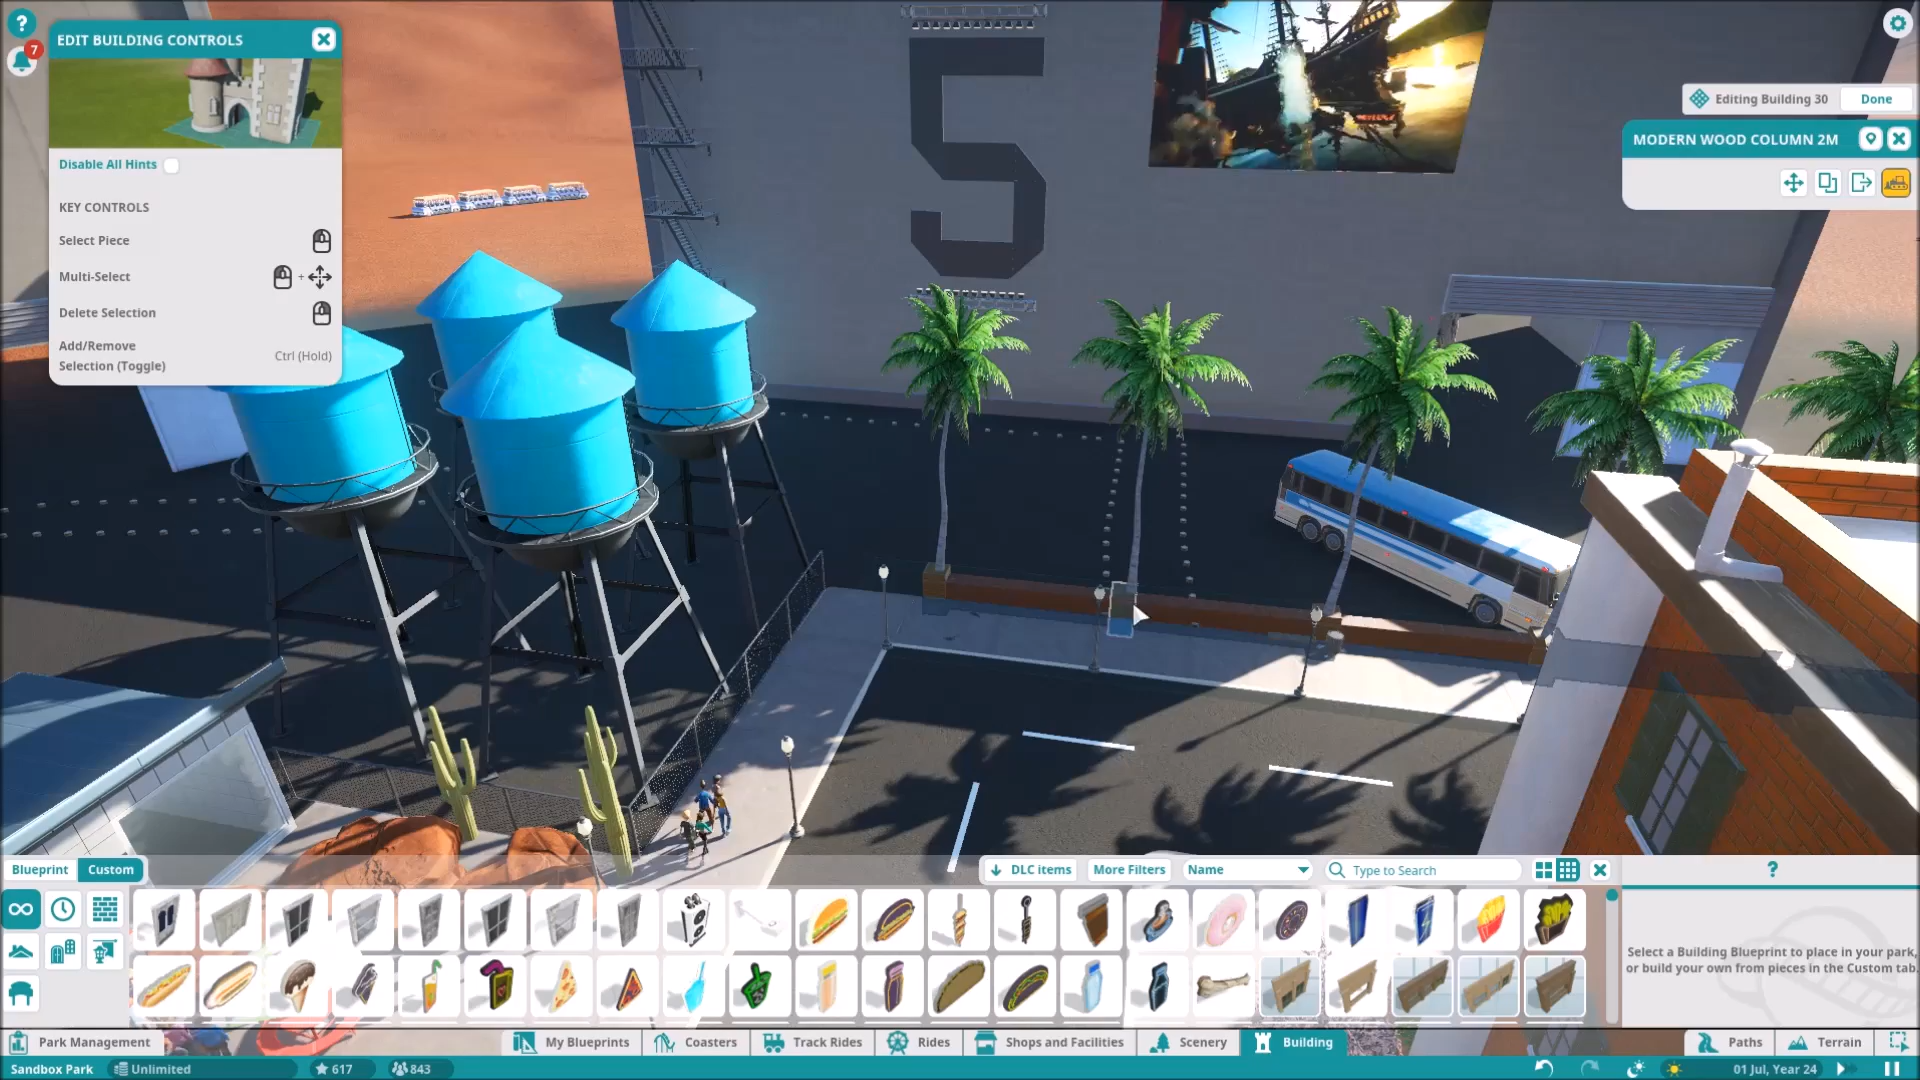 ?
7
EDIT BUILDING CONTROLS
Disable All Hints
KEY CONTROLS
Select Piece
Multi-Select
+
Delete Selection
Add/Remove
Selection (Toggle)
Ctrl (Hold)
5
Editing Building 30
Done
MODERN WOOD COLUMN 2M
Blueprint
Custom
DLC items
More Filters
Name
Type to Search
?
Select a Building Blueprint to place in your park,
or build your own from pieces in the Custom tab.
Park Management
My Blueprints
Coasters
Track Rides
Rides
Shops and Facilities
Scenery
Building
Paths
Terrain
Sandbox Park
Unlimited
617
843
01 Jul, Year 24